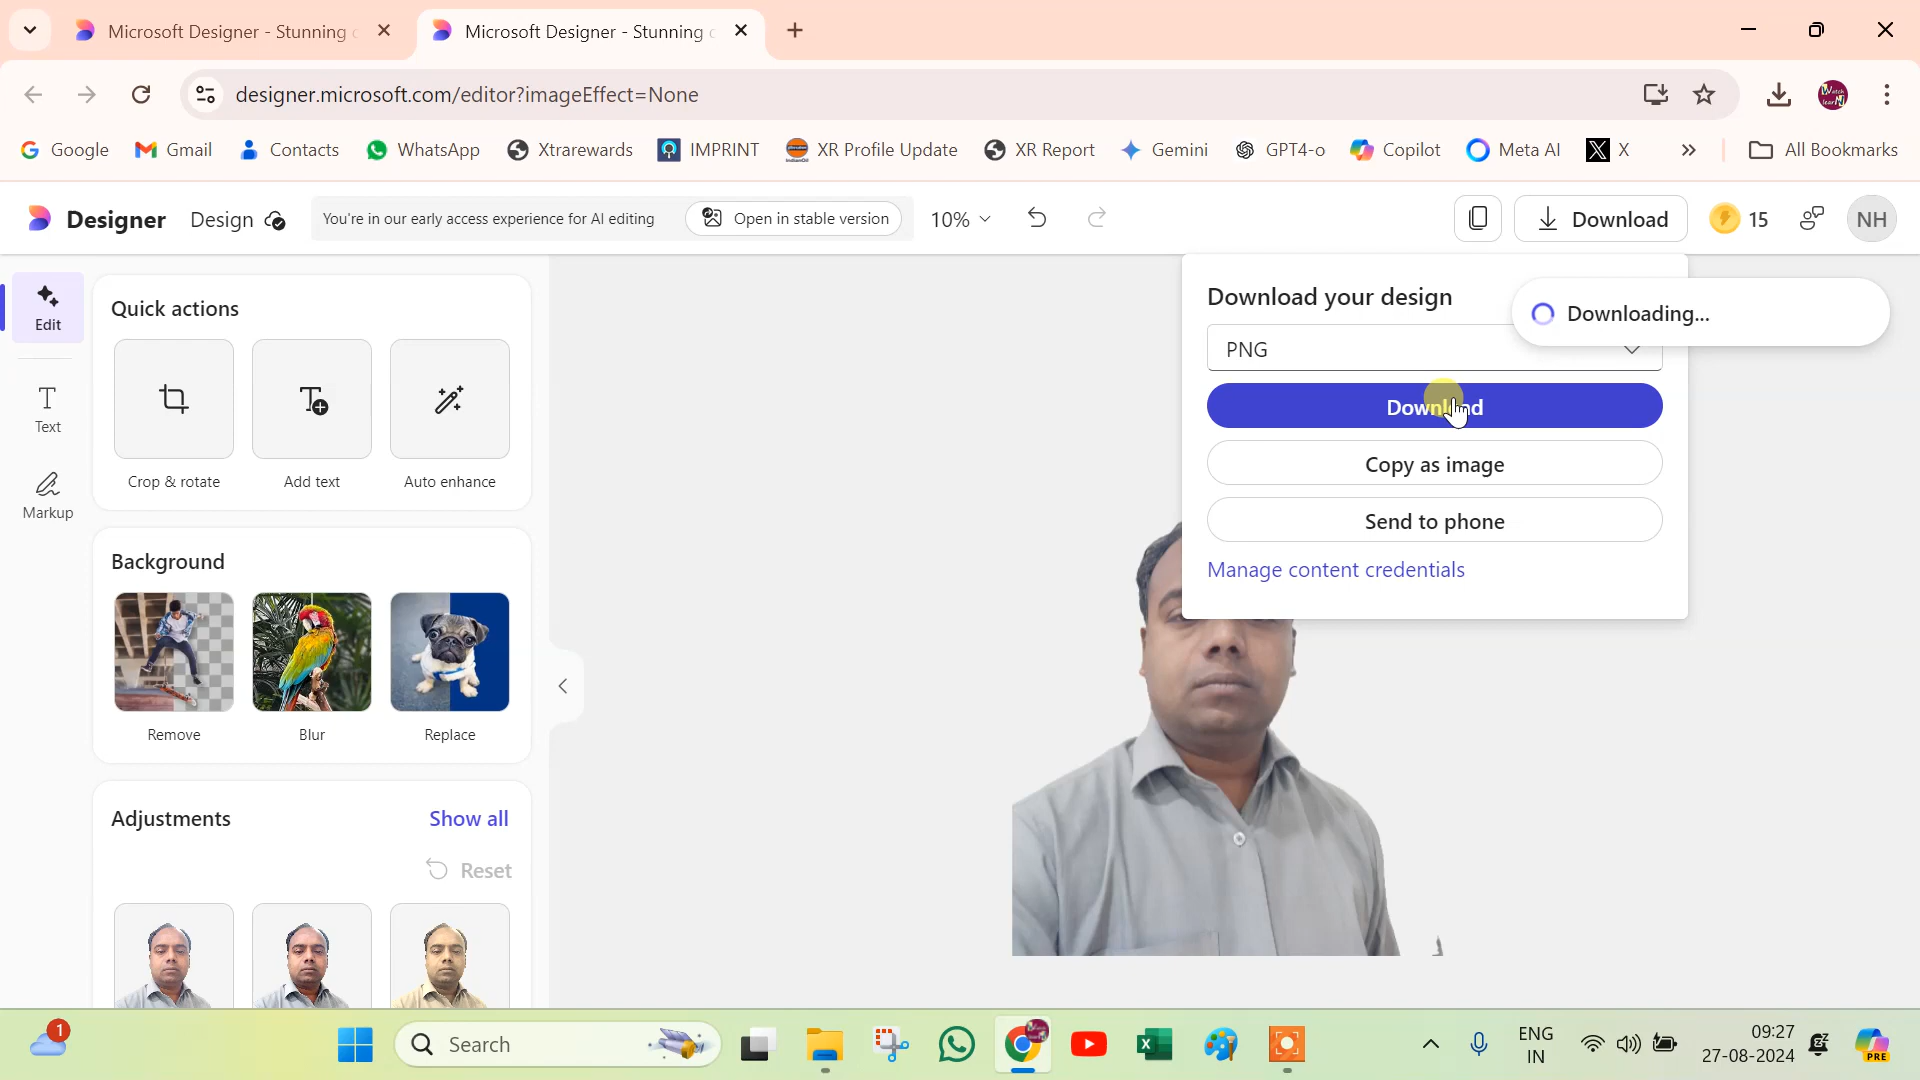 Microsoft Designer - Stunning
Microsoft Designer - Stunning
designer.microsoft.com/editor?imageEffect=None
Google
Gmail
Contacts
WhatsApp
Xtrarewards
IMPRINT
XR Profile Update
XR Report
Gemini
GPT4-o
Copilot
Meta AI
X
All Bookmarks
Designer
Design
You're in our early access experience for AI editing
Open in stable version
10%
Download
15
NH
Edit
Text
Markup
Quick actions
Crop & rotate
Add text
Auto enhance
Background
Remove
Blur
Replace
Adjustments
Show all
Reset
Download your design
Downloading...
PNG
Download
Copy as image
Send to phone
Manage content credentials
1
Search
ENG
IN
09:27
27-08-2024
PRE